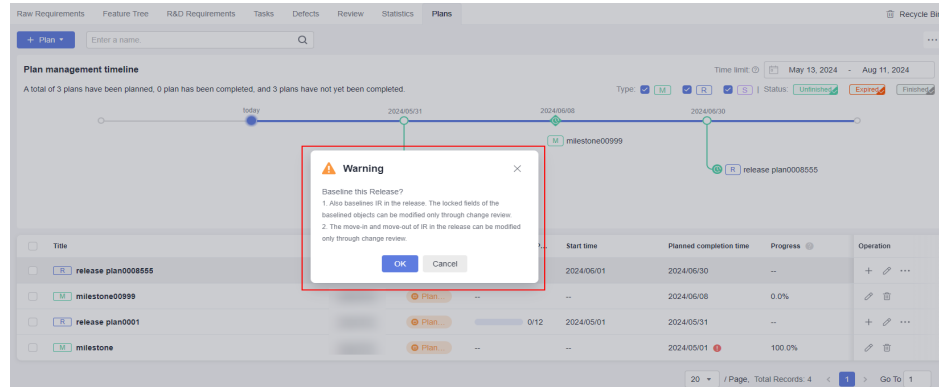 Raw Requirements Feature Tree R&D Requirements Tasks Defects Review Statistics Plans Recycle Bin
+ Plan Enter a name.
Plan management timeline Time limit: May 13, 2024 - Aug 11, 2024
A total of 3 plans have been planned, 0 plan has been completed, and 3 plans have not yet been completed. Type: M R S | Status: Unfinished Expired Finished
today 2024/05/31 2024/06/08 2024/06/30
M milestone00999
R release plan0008555
Warning
Baseline this Release?
1. Also baselines IR in the release. The locked fields of the
baselined objects can be modified only through change review.
2. The move-in and move-out of IR in the release can be modified
only through change review.
OK Cancel
Title P... Start time Planned completion time Progress Operation
R release plan0008555 2024/06/01 2024/06/30 --
M milestone00999 Plan... -- -- 2024/06/08 0.0%
R release plan0001 Plan... 0/12 2024/05/01 2024/05/31 --
M milestone Plan... -- -- 2024/05/01 100.0%
20 / Page, Total Records: 4 < 1 > Go To 1